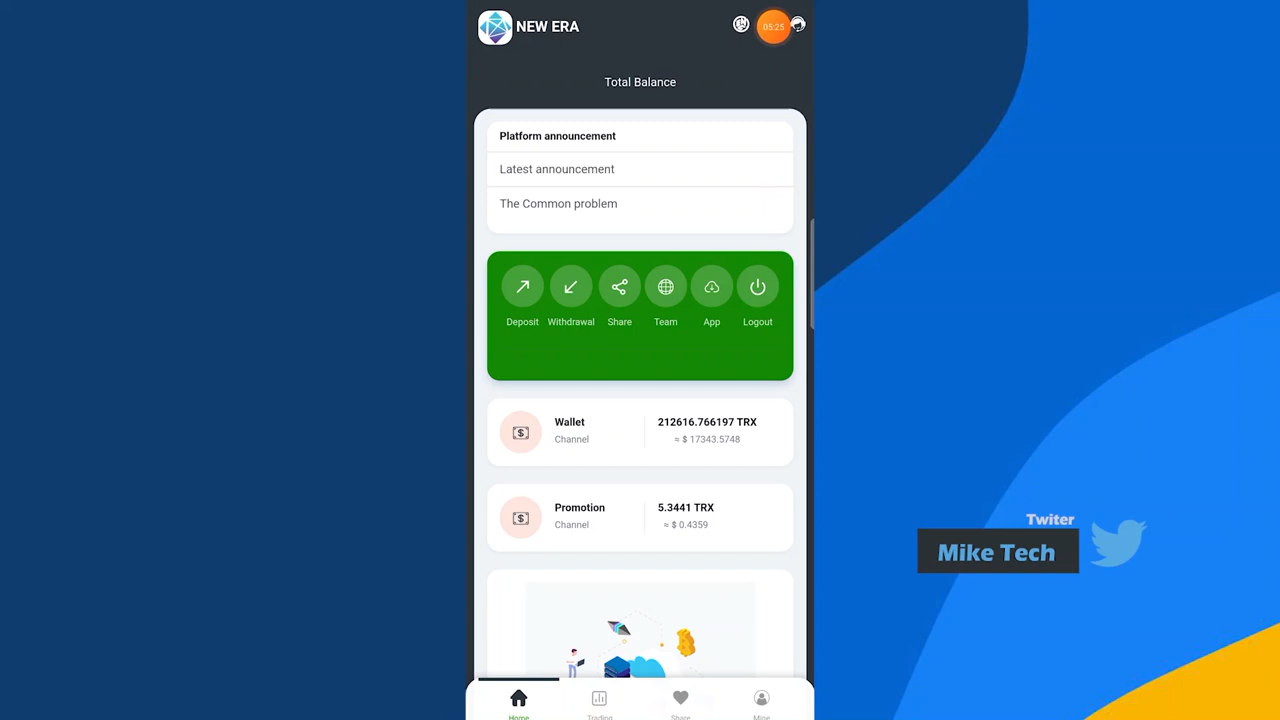 NEW ERA
05:25
Total Balance
Platform announcement
Latest announcement
The Common problem
Deposit
Withdrawal
Share
Team
App
Logout
Wallet
Channel
212616.766197 TRX
≈ $ 17343.5748
Promotion
Channel
5.3441 TRX
≈ $ 0.4359
Home
Trading
Share
Mine
Twiter
Mike Tech